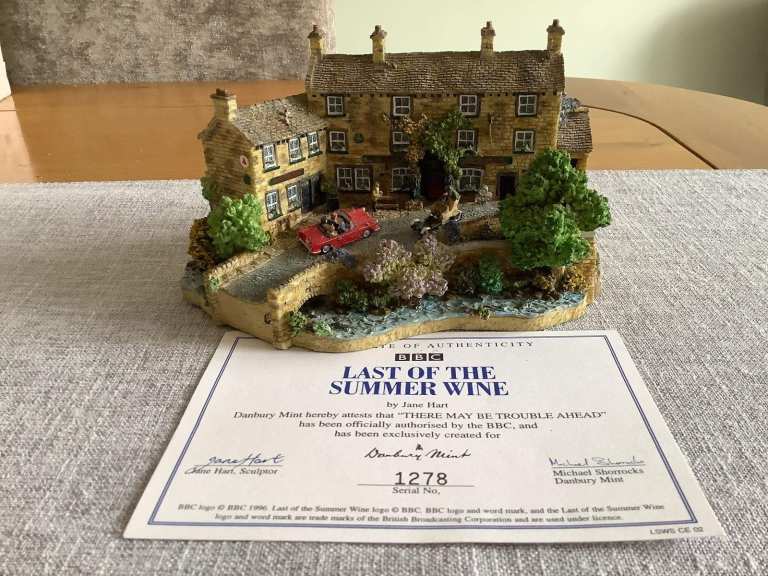 TE OF AUTHENTICITY
BBC
LAST OF THE
SUMMER WINE
by Jane Hart
Danbury Mint hereby attests that "THERE MAY BE TROUBLE AHEAD"
has been officially authorised by the BBC, and
has been exclusively created for
Danbury Mint
Jane Hart
Jane Hart, Sculptor
1278
Serial No,
Michael Shorrocks
Michael Shorrocks
Danbury Mint
BBC logo © BBC 1996. Last of the Summer Wine logo © BBC. BBC logo and word mark, and the Last of the Summer Wine
logo and word mark are trade marks of the British Broadcasting Corporation and are used under licence.
LSWS CE 02